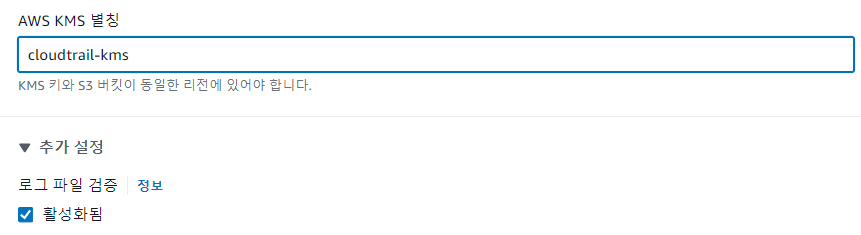 AWS KMS 별칭
cloudtrail-kms
KMS 키와 S3 버킷이 동일한 리전에 있어야 합니다.
▼ 추가 설정
로그 파일 검증 정보
활성화됨